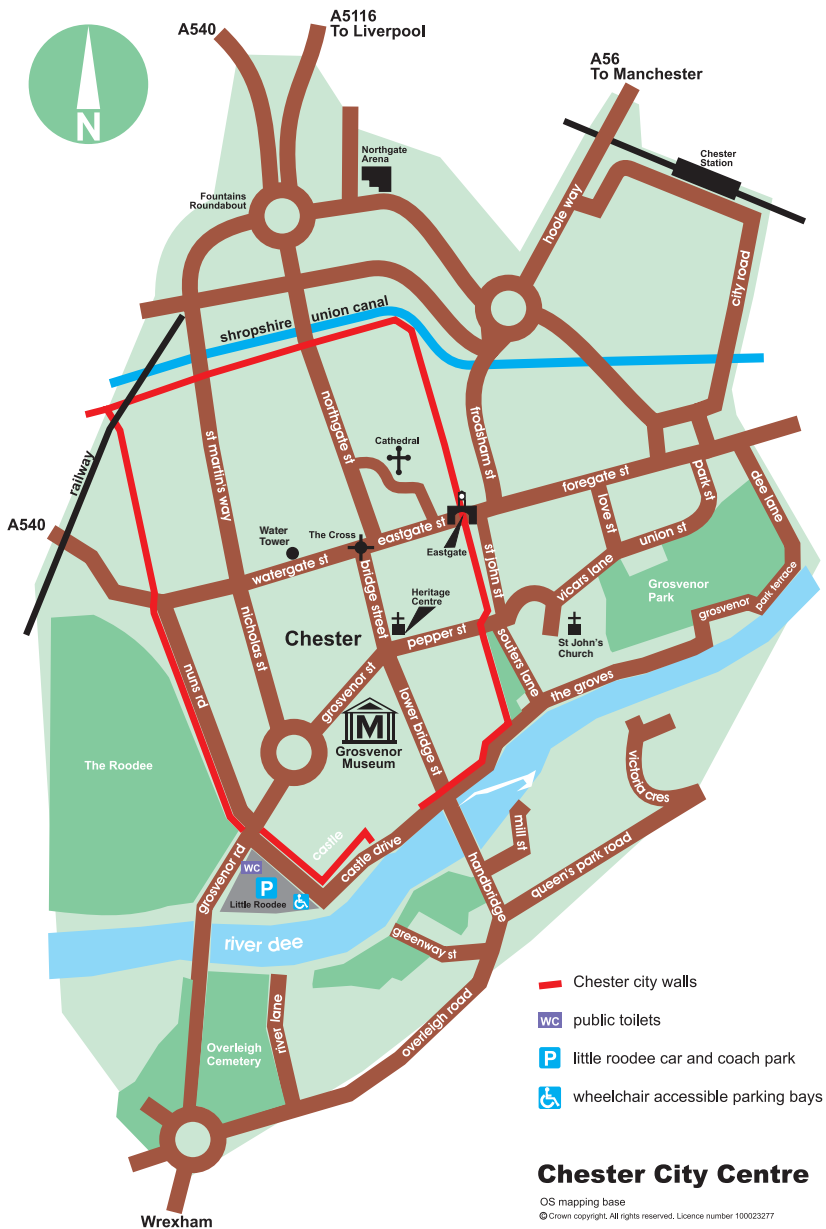 A540
A5116
To Liverpool
A56
To Manchester
N
Northgate
Arena
Chester
Station
Fountains
Roundabout
hoole way
city road
shropshire union canal
northgate st
frodsham st
st martin's way
railway
Cathedral
foregate st
park st
dee lane
love st
union st
A540
Water
Tower
The Cross
eastgate st
Eastgate
watergate st
st john st
vicars lane
Grosvenor
Park
grosvenor
park terrace
bridge street
Heritage
Centre
nicholas st
Chester
pepper st
St John's
Church
souters lane
the groves
nuns rd
grosvenor st
lower bridge st
M
Grosvenor
Museum
The Roodee
victoria cres
castle
castle drive
mill st
queen's park road
handbridge
grosvenor rd
WC
P
Little Roodee
river dee
greenway st
river lane
overleigh road
Overleigh
Cemetery
Wrexham
Chester city walls
WC public toilets
P little roodee car and coach park
wheelchair accessible parking bays
Chester City Centre
OS mapping base
© Crown copyright. All rights reserved. Licence number 100023277